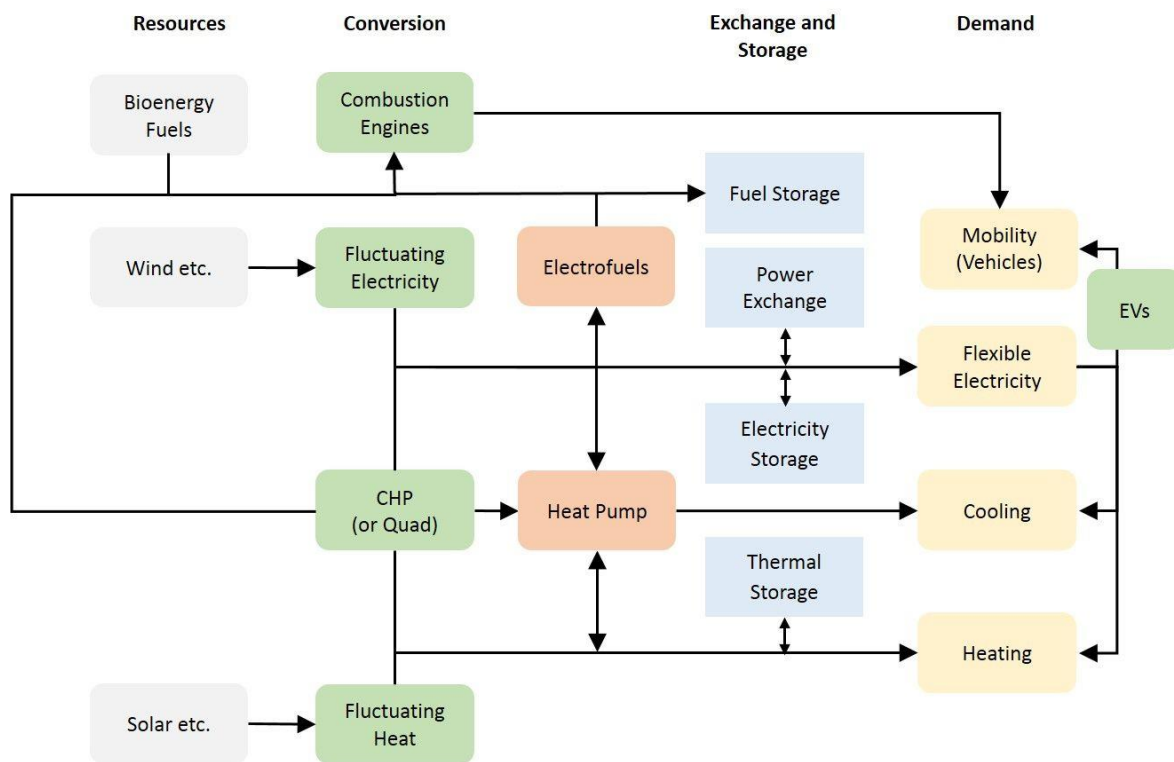 Resources
Conversion
Exchange and
Storage
Demand
Bioenergy
Fuels
Combustion
Engines
Fuel Storage
Wind etc.
Fluctuating
Electricity
Electrofuels
Power
Exchange
Mobility
(Vehicles)
EVs
Flexible
Electricity
Electricity
Storage
CHP
(or Quad)
Heat Pump
Cooling
Thermal
Storage
Heating
Solar etc.
Fluctuating
Heat